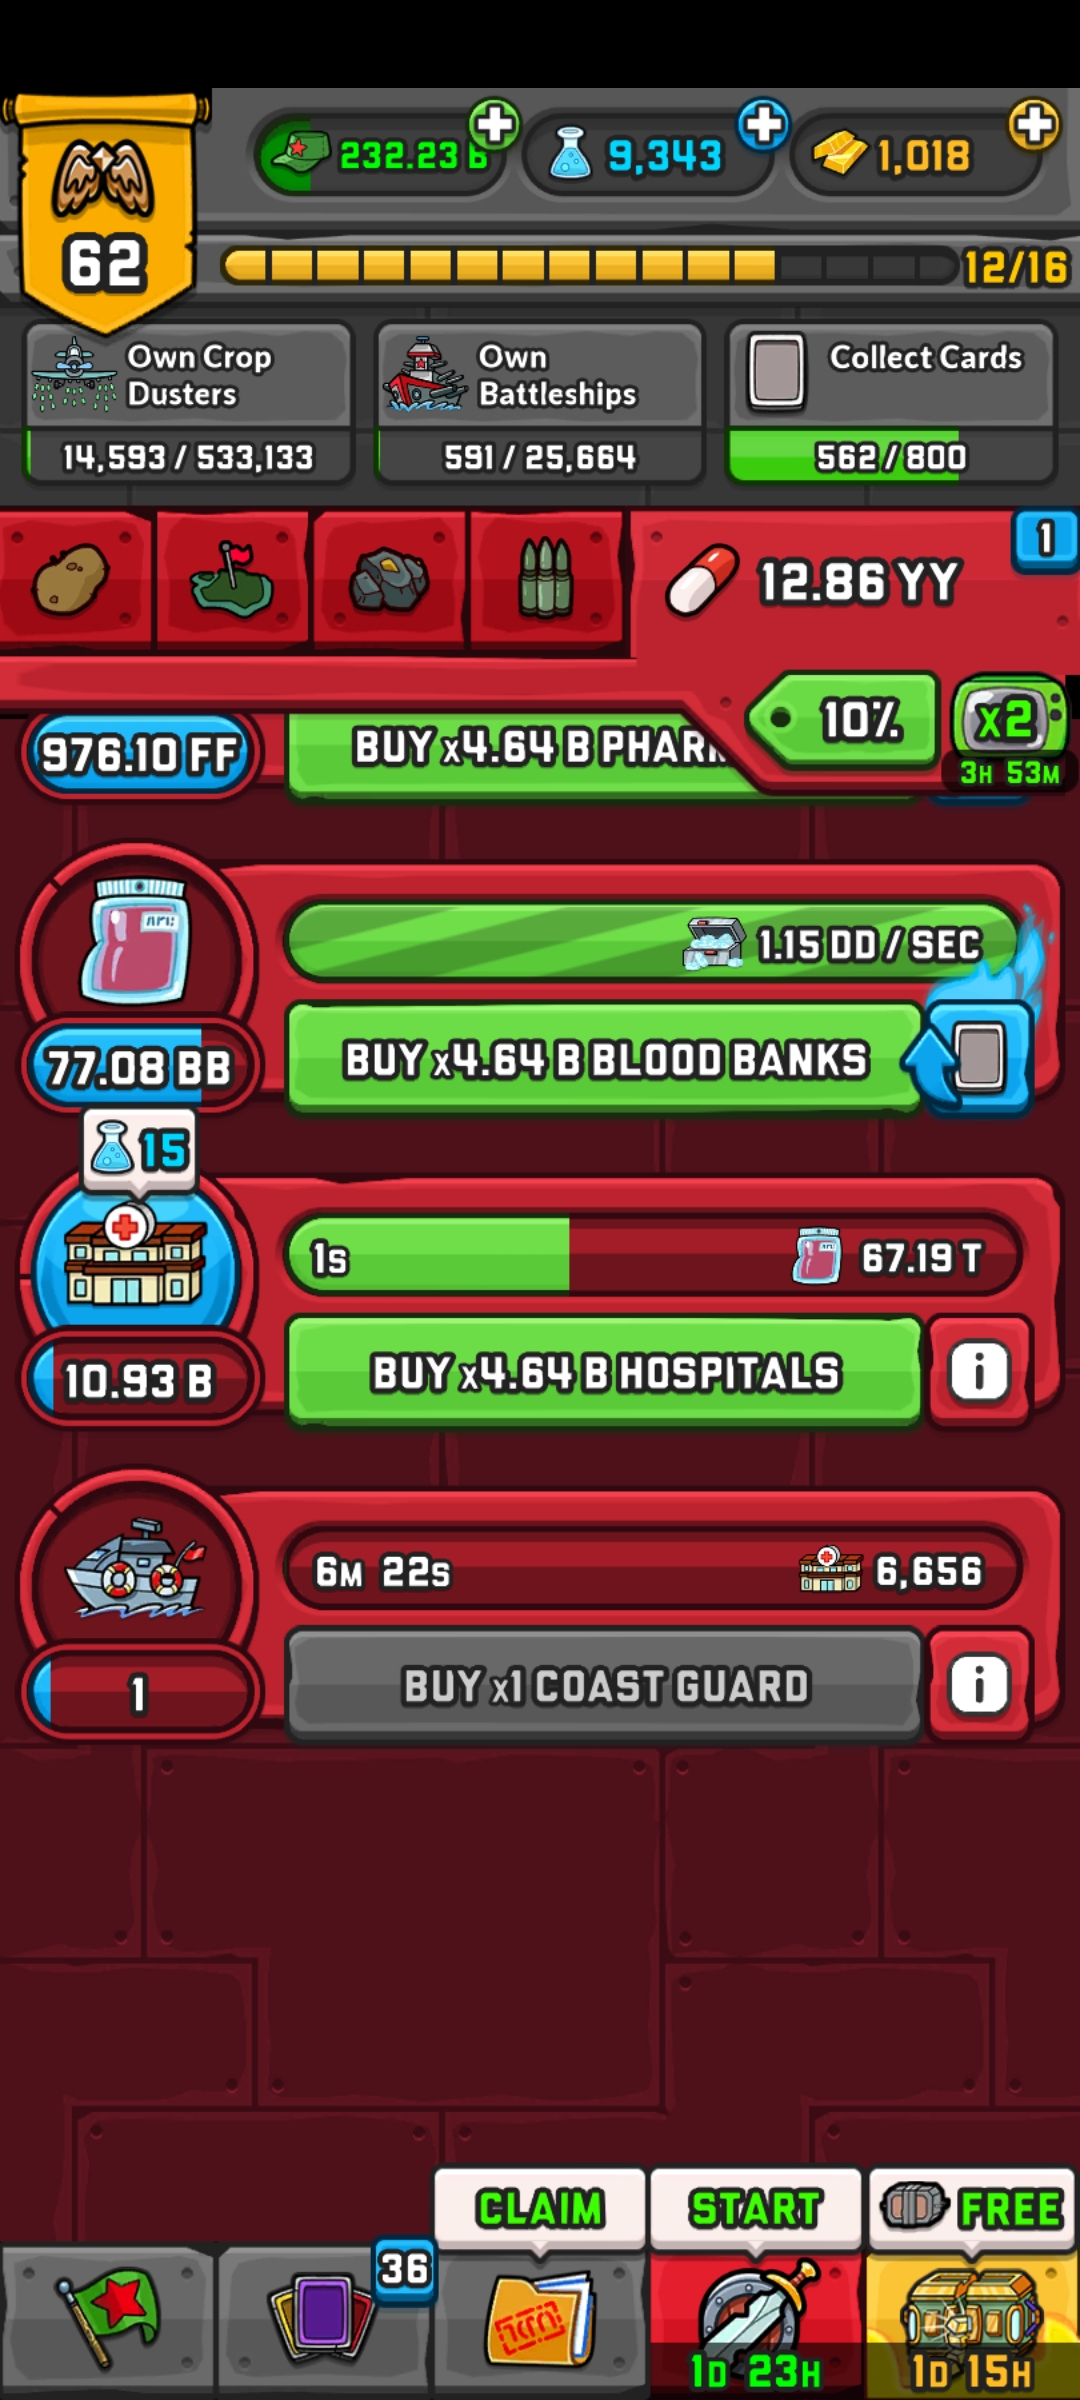 232.23 B
9,343
1,018
62
12/16
Own Crop
Dusters
14,593 / 533,133
Own
Battleships
591 / 25,664
Collect Cards
562 / 800
12.86 YY
1
10%
x2
3H 53M
976.10 FF
BUY x4.64 B PHAR
1.15 DD / SEC
77.08 BB
BUY x4.64 B BLOOD BANKS
15
1S
67.19 T
10.93 B
BUY x4.64 B HOSPITALS
i
6M 22S
6,656
1
BUY x1 COAST GUARD
i
CLAIM
START
FREE
36
1D 23H
1D 15H